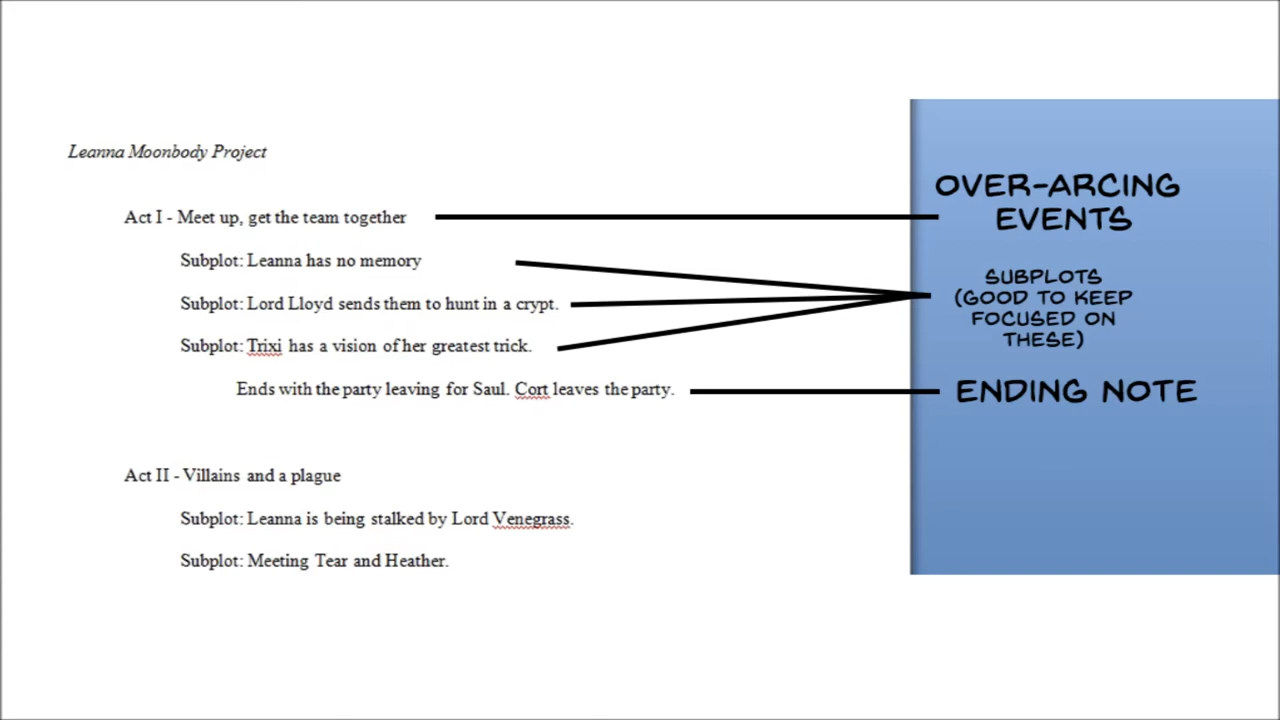 Leanna Moonbody Project
Act I - Meet up, get the team together
Subplot: Leanna has no memory
Subplot: Lord Lloyd sends them to hunt in a crypt.
Subplot: Trixi has a vision of her greatest trick.
Ends with the party leaving for Saul. Cort leaves the party.
Act II - Villains and a plague
Subplot: Leanna is being stalked by Lord Venegrass.
Subplot: Meeting Tear and Heather.
OVER-ARCING
EVENTS
SUBPLOTS
(GOOD TO KEEP
FOCUSED ON
THESE)
ENDING NOTE